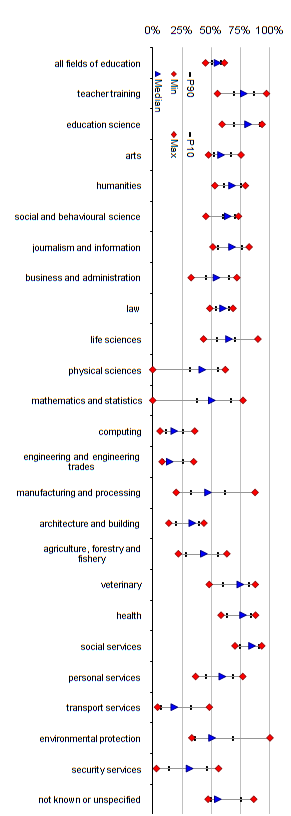 0% 25% 50% 75% 100%
all fields of education
teacher training
education science
arts
humanities
social and behavioural science
journalism and information
business and administration
law
life sciences
physical sciences
mathematics and statistics
computing
engineering and engineering
trades
manufacturing and processing
architecture and building
agriculture, forestry and
fishery
veterinary
health
social services
personal services
transport services
environmental protection
security services
not known or unspecified
P90
P10
Min
Max
Median